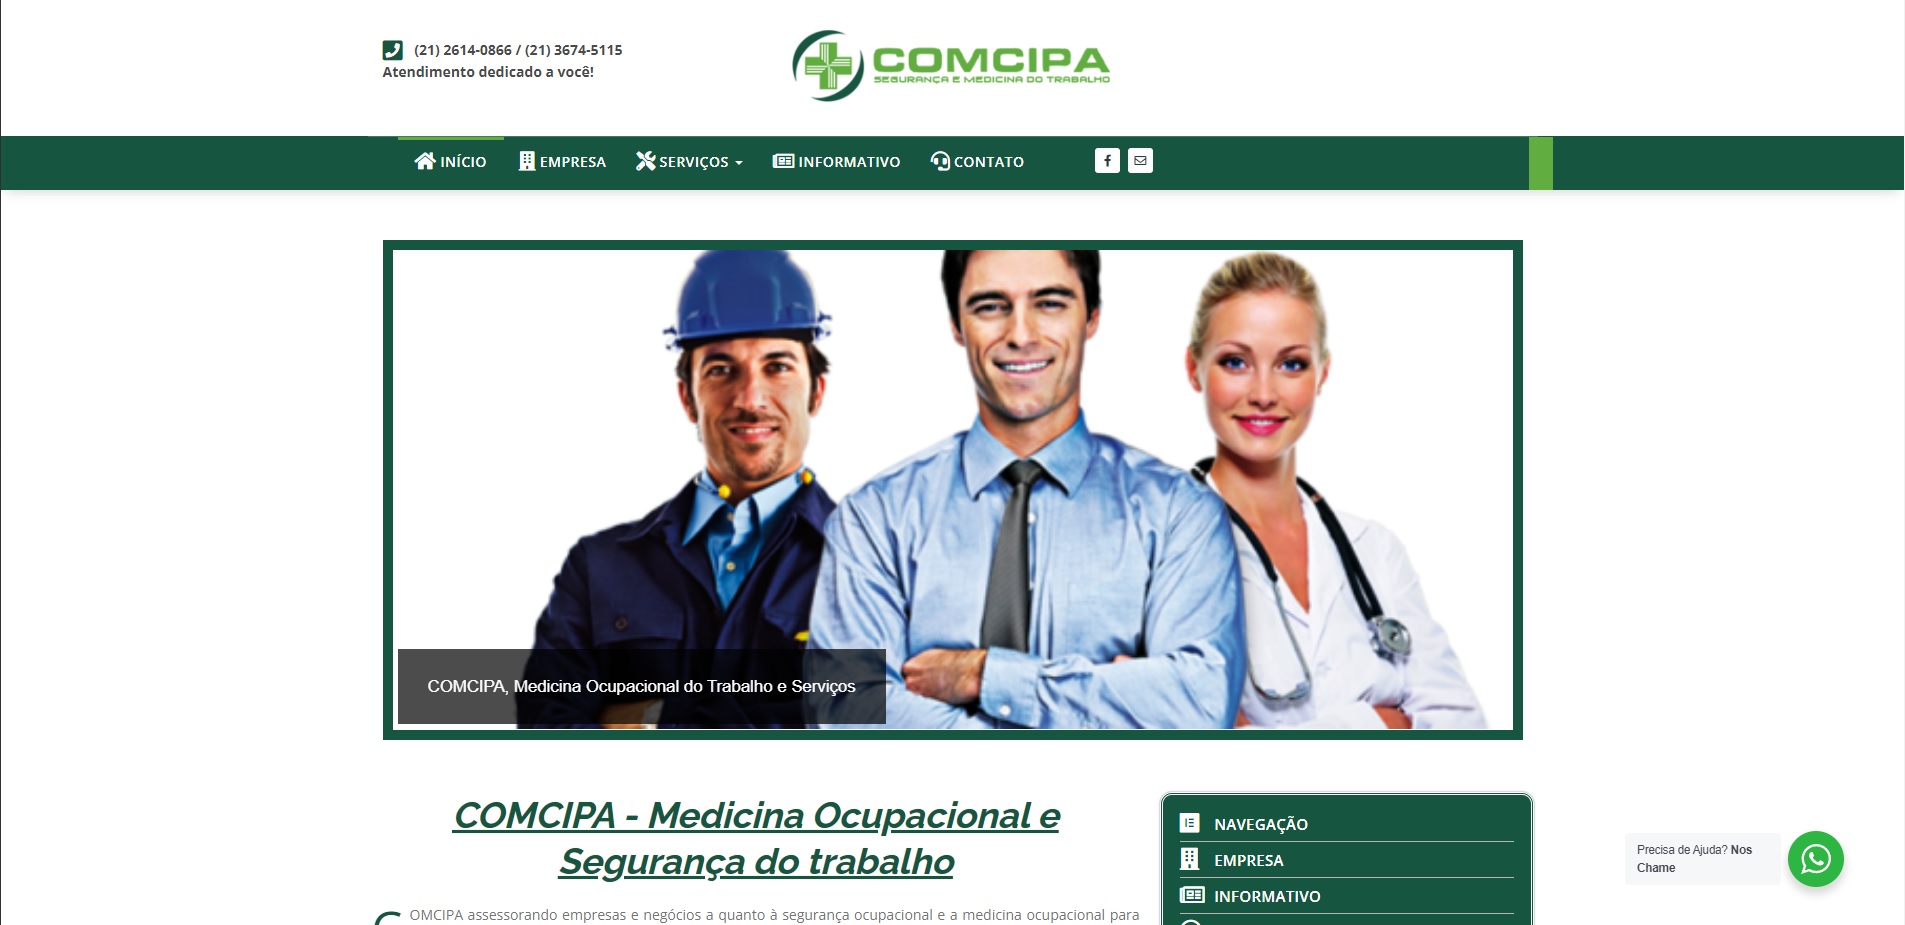 (21) 2614-0866 / (21) 3674-5115
Atendimento dedicado a você!
COMCIPA
SEGURANÇA E MEDICINA DO TRABALHO
INÍCIO EMPRESA SERVIÇOS INFORMATIVO CONTATO
COMCIPA, Medicina Ocupacional do Trabalho e Serviços
COMCIPA - Medicina Ocupacional e
Segurança do trabalho
COMCIPA assessorando empresas e negócios a quanto à segurança ocupacional e a medicina ocupacional para
NAVEGAÇÃO
EMPRESA
INFORMATIVO
Precisa de Ajuda? Nos
Chame